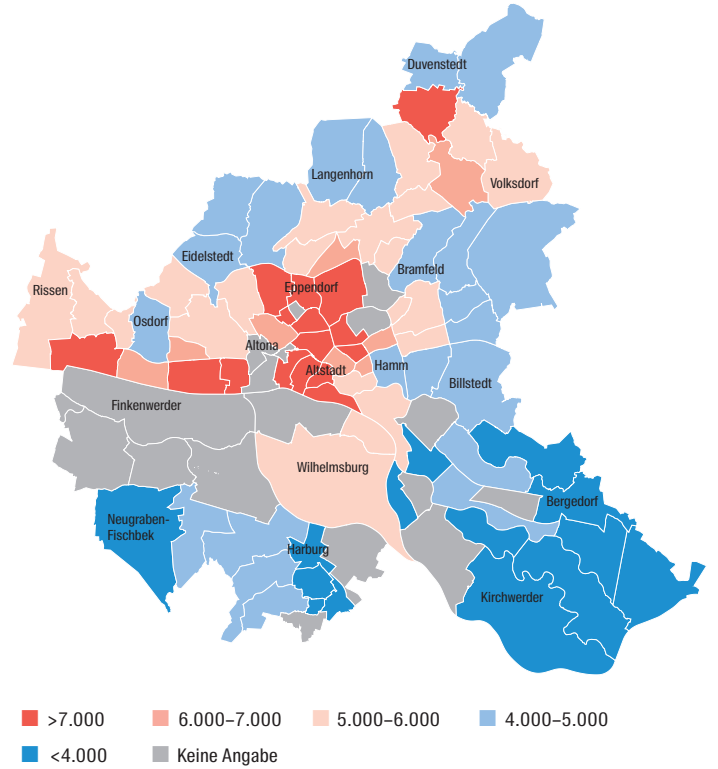 Duvenstedt
Langenhorn
Volksdorf
Eidelstedt
Bramfeld
Rissen
Eppendorf
Osdorf
Altona
Hamm
Altstadt
Billstedt
Finkenwerder
Wilhelmsburg
Bergedorf
Neugraben-
Fischbek
Harburg
Kirchwerder
>7.000
6.000–7.000
5.000–6.000
4.000–5.000
<4.000
Keine Angabe